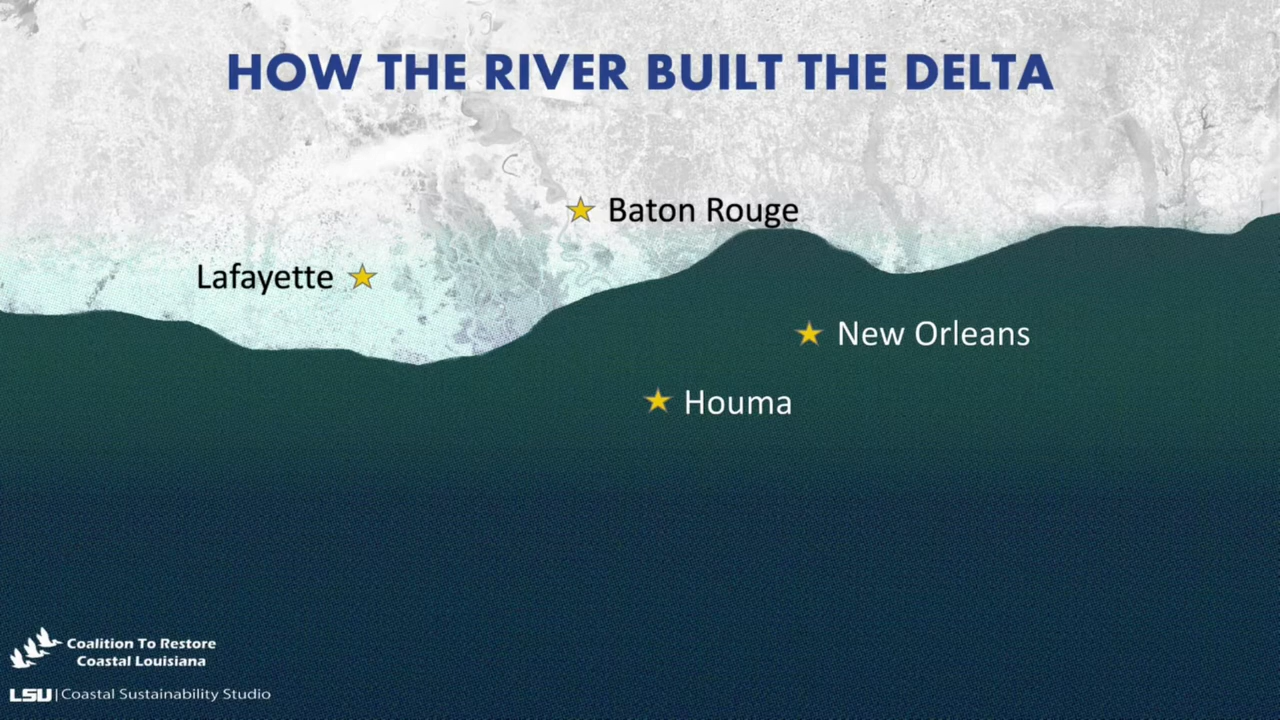 HOW THE RIVER BUILT THE DELTA
Baton Rouge
Lafayette
New Orleans
Houma
Coalition To Restore
Coastal Louisiana
LSU | Coastal Sustainability Studio